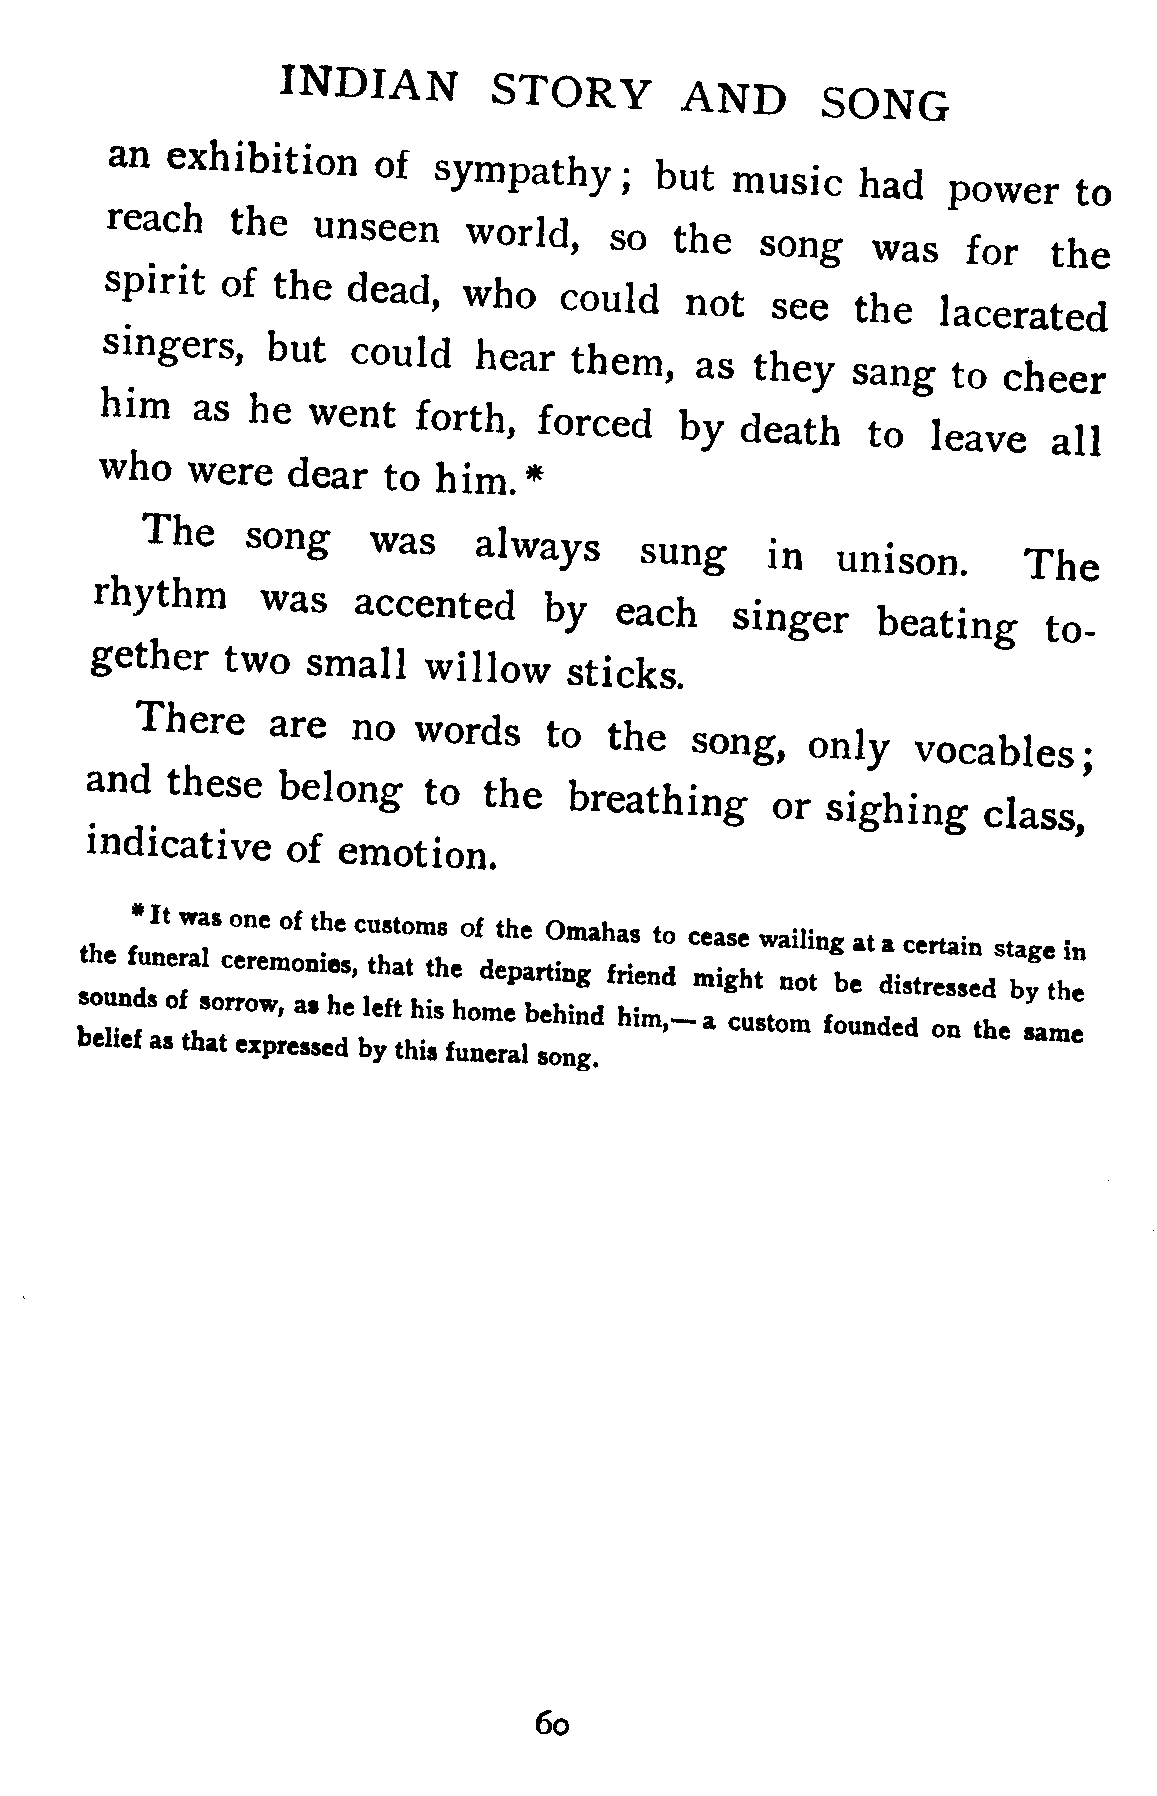 INDIAN STORY AND SONG
an exhibition of sympathy; but music had power to
reach the unseen world, so the song was for the
spirit of the dead, who could not see the lacerated
singers, but could hear them, as they sang to cheer
him as he went forth, forced by death to leave all
who were dear to him.*
The song was always sung in unison. The
rhythm was accented by each singer beating to-
gether two small willow sticks.
There are no words to the song, only vocables;
and these belong to the breathing or sighing class,
indicative of emotion.
*It was one of the customs of the Omahas to cease wailing at a certain stage in
the funeral ceremonies, that the departing friend might not be distressed by the
sounds of sorrow, as he left his home behind him,—a custom founded on the same
belief as that expressed by this funeral song.
60